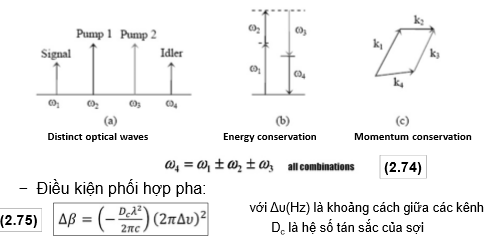 Pump 1 Pump 2
Signal
Idler
ω₁ ω₂ ω₃ ω₄
(a)
Distinct optical waves
ω₂ ω₃
ω₁ ω₄
(b)
Energy conservation
k₂
k₁ k₃
k₄
(c)
Momentum conservation
ω₄ = ω₁ ± ω₂ ± ω₃ all combinations (2.74)
– Điều kiện phối hợp pha:
(2.75) Δβ = (−D_cλ²/2πc)(2πΔυ)²
với Δυ(Hz) là khoảng cách giữa các kênh
D_c là hệ số tán sắc của sợi